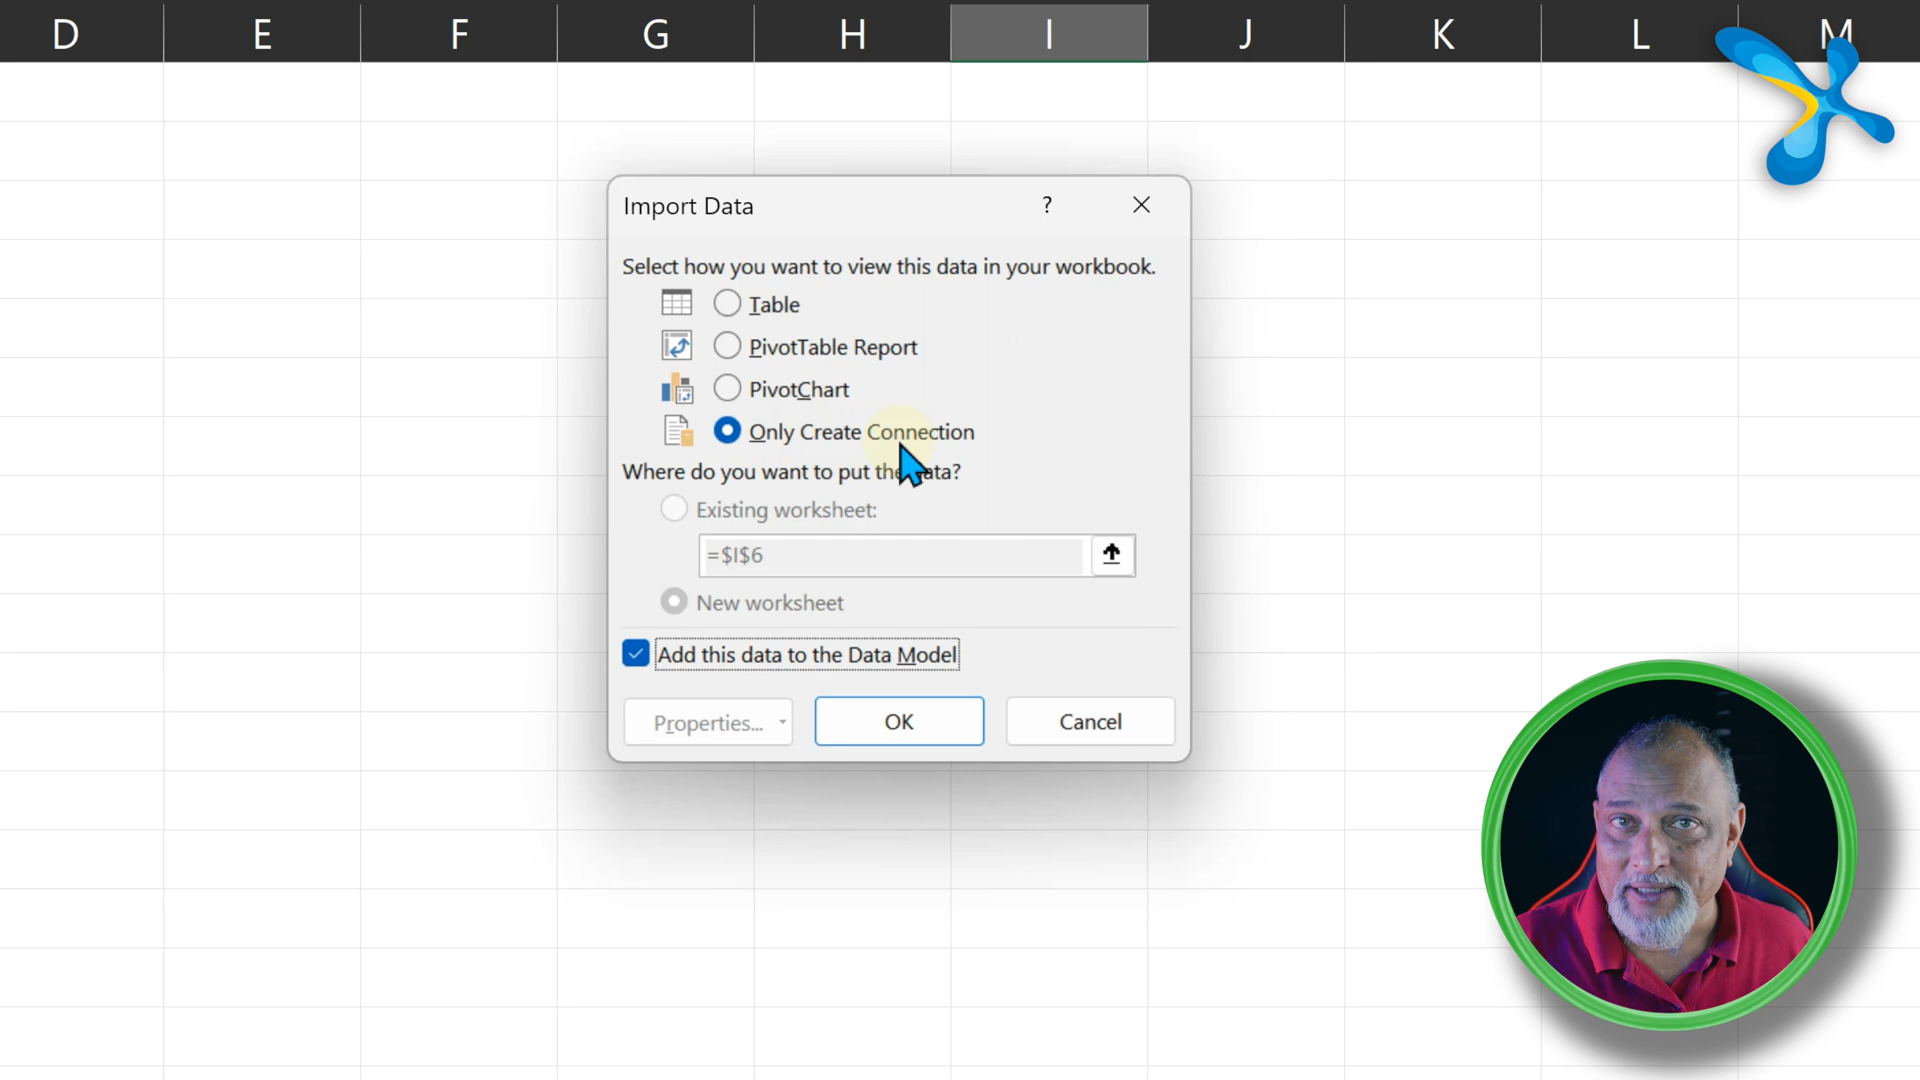 D E F G H I J K L M
Import Data ?
Select how you want to view this data in your workbook.
Table
PivotTable Report
PivotChart
Only Create Connection
Where do you want to put the data?
Existing worksheet:
=$I$6
New worksheet
Add this data to the Data Model
Properties... OK Cancel